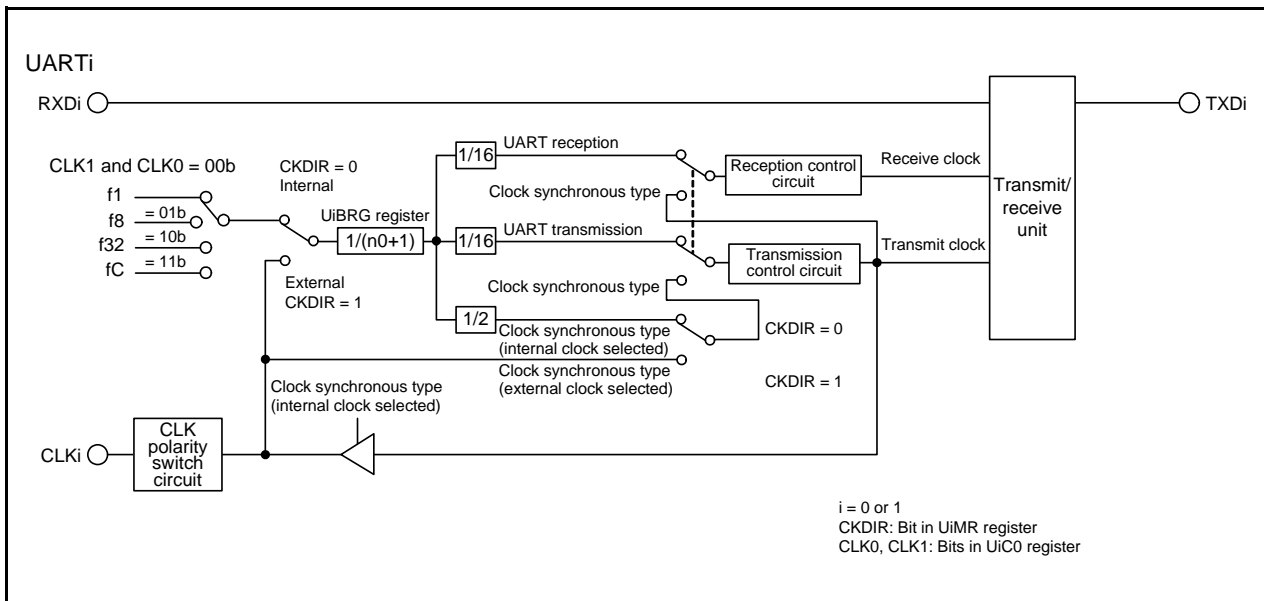 UARTi
RXDi
TXDi
CLK1 and CLK0 = 00b
f1
f8
= 01b
f32
= 10b
fC
= 11b
CKDIR = 0
Internal
External
CKDIR = 1
UiBRG register
1/(n0+1)
1/16
UART reception
Clock synchronous type
1/16
UART transmission
Clock synchronous type
1/2
Clock synchronous type
(internal clock selected)
Clock synchronous type
(external clock selected)
CKDIR = 0
CKDIR = 1
Reception control
circuit
Receive clock
Transmission
control circuit
Transmit clock
Transmit/
receive
unit
Clock synchronous type
(internal clock selected)
CLKi
CLK
polarity
switch
circuit
i = 0 or 1
CKDIR: Bit in UiMR register
CLK0, CLK1: Bits in UiC0 register